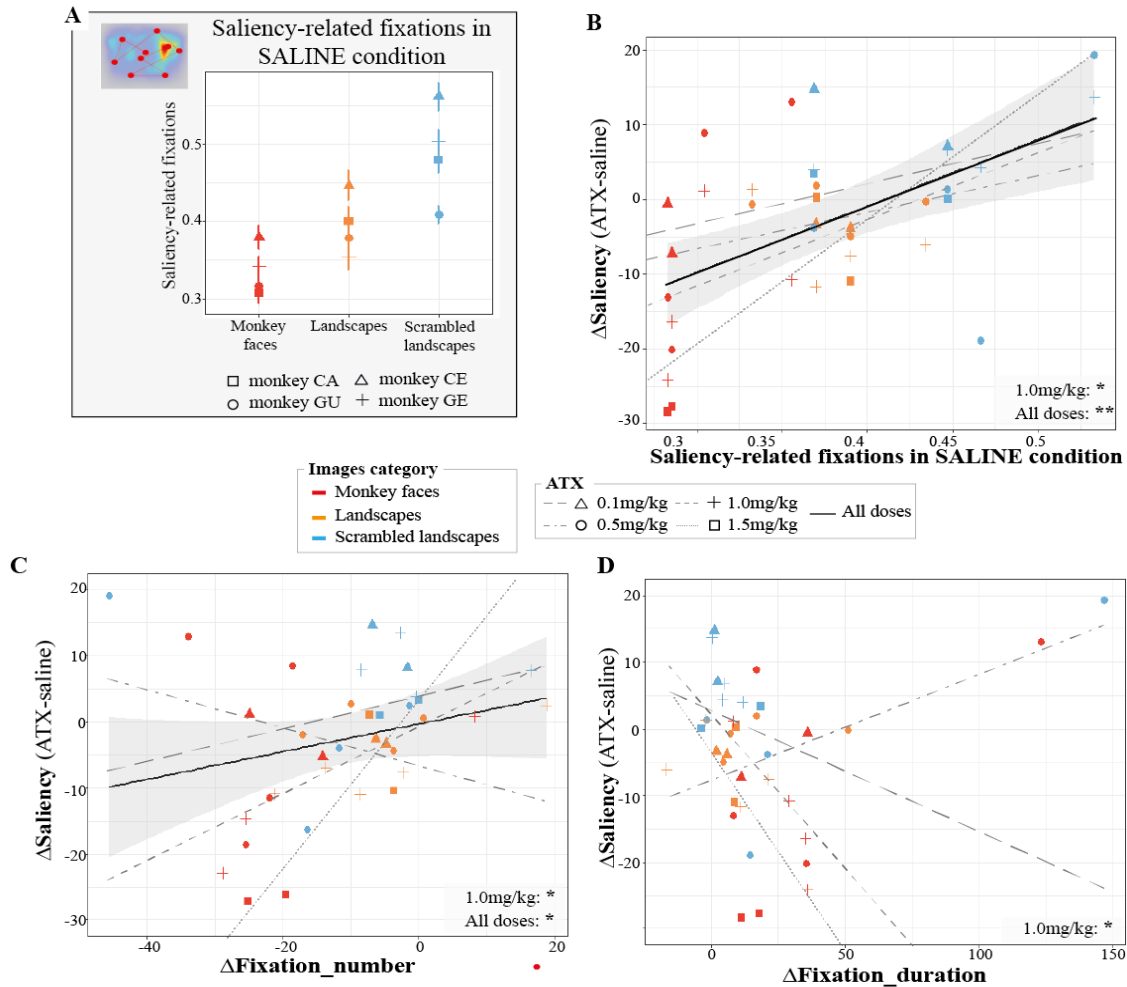 A
Saliency-related fixations in
SALINE condition
Saliency-related fixations
0.5
0.4
0.3
Monkey
faces
Landscapes
Scrambled
landscapes
monkey CA
monkey CE
monkey GU
monkey GE
B
ΔSaliency (ATX-saline)
20
10
0
-10
-20
-30
1.0mg/kg: *
All doses: **
0.3
0.35
0.4
0.45
0.5
Saliency-related fixations in SALINE condition
Images category
Monkey faces
Landscapes
Scrambled landscapes
ATX
0.1mg/kg
1.0mg/kg
0.5mg/kg
1.5mg/kg
All doses
C
ΔSaliency (ATX-saline)
20
10
0
-10
-20
-30
1.0mg/kg: *
All doses: *
-40
-20
0
20
ΔFixation_number
D
ΔSaliency (ATX-saline)
20
10
0
-10
-20
-30
1.0mg/kg: *
0
50
100
150
ΔFixation_duration